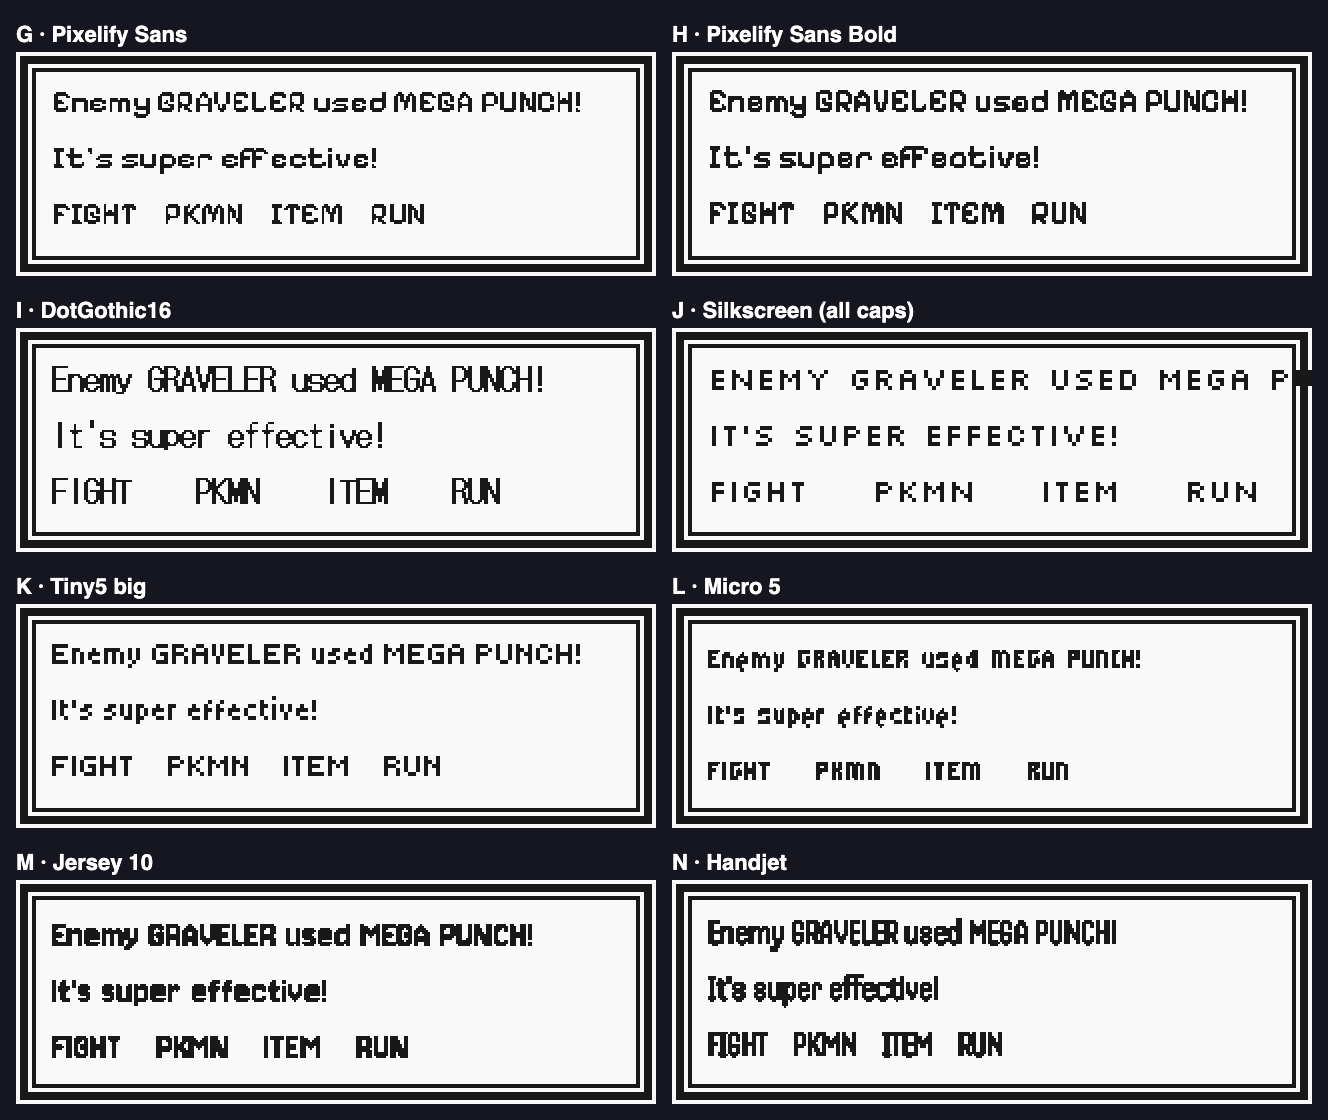 G · Pixelify Sans
Enemy GRAVELER used MEGA PUNCH!
It's super effective!
FIGHT PKMN ITEM RUN
H · Pixelify Sans Bold
Enemy GRAVELER used MEGA PUNCH!
It's super effective!
FIGHT PKMN ITEM RUN
I · DotGothic16
Enemy GRAVELER used MEGA PUNCH!
It's super effective!
FIGHT PKMN ITEM RUN
J · Silkscreen (all caps)
ENEMY GRAVELER USED MEGA P
IT'S SUPER EFFECTIVE!
FIGHT PKMN ITEM RUN
K · Tiny5 big
Enemy GRAVELER used MEGA PUNCH!
It's super effective!
FIGHT PKMN ITEM RUN
L · Micro 5
Enemy GRAVELER used MEGA PUNCH!
It's super effective!
FIGHT PKMN ITEM RUN
M · Jersey 10
Enemy GRAVELER used MEGA PUNCH!
It's super effective!
FIGHT PKMN ITEM RUN
N · Handjet
Enemy GRAVELER used MEGA PUNCH!
It's super effective!
FIGHT PKMN ITEM RUN